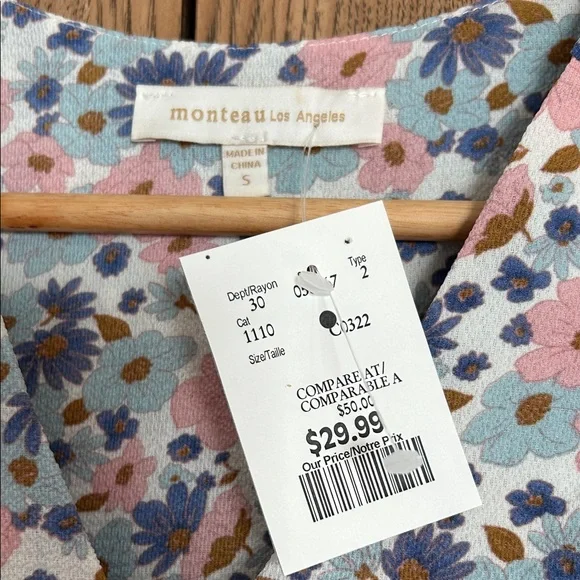 monteau Los Angeles
MADE IN
CHINA
S
Dept/Rayon
Type
30
2
Cat
1110
C0322
Size/Taille
COMPARE AT/
COMPARABLE A
$50.00
$29.99
Our Price/Notre Prix